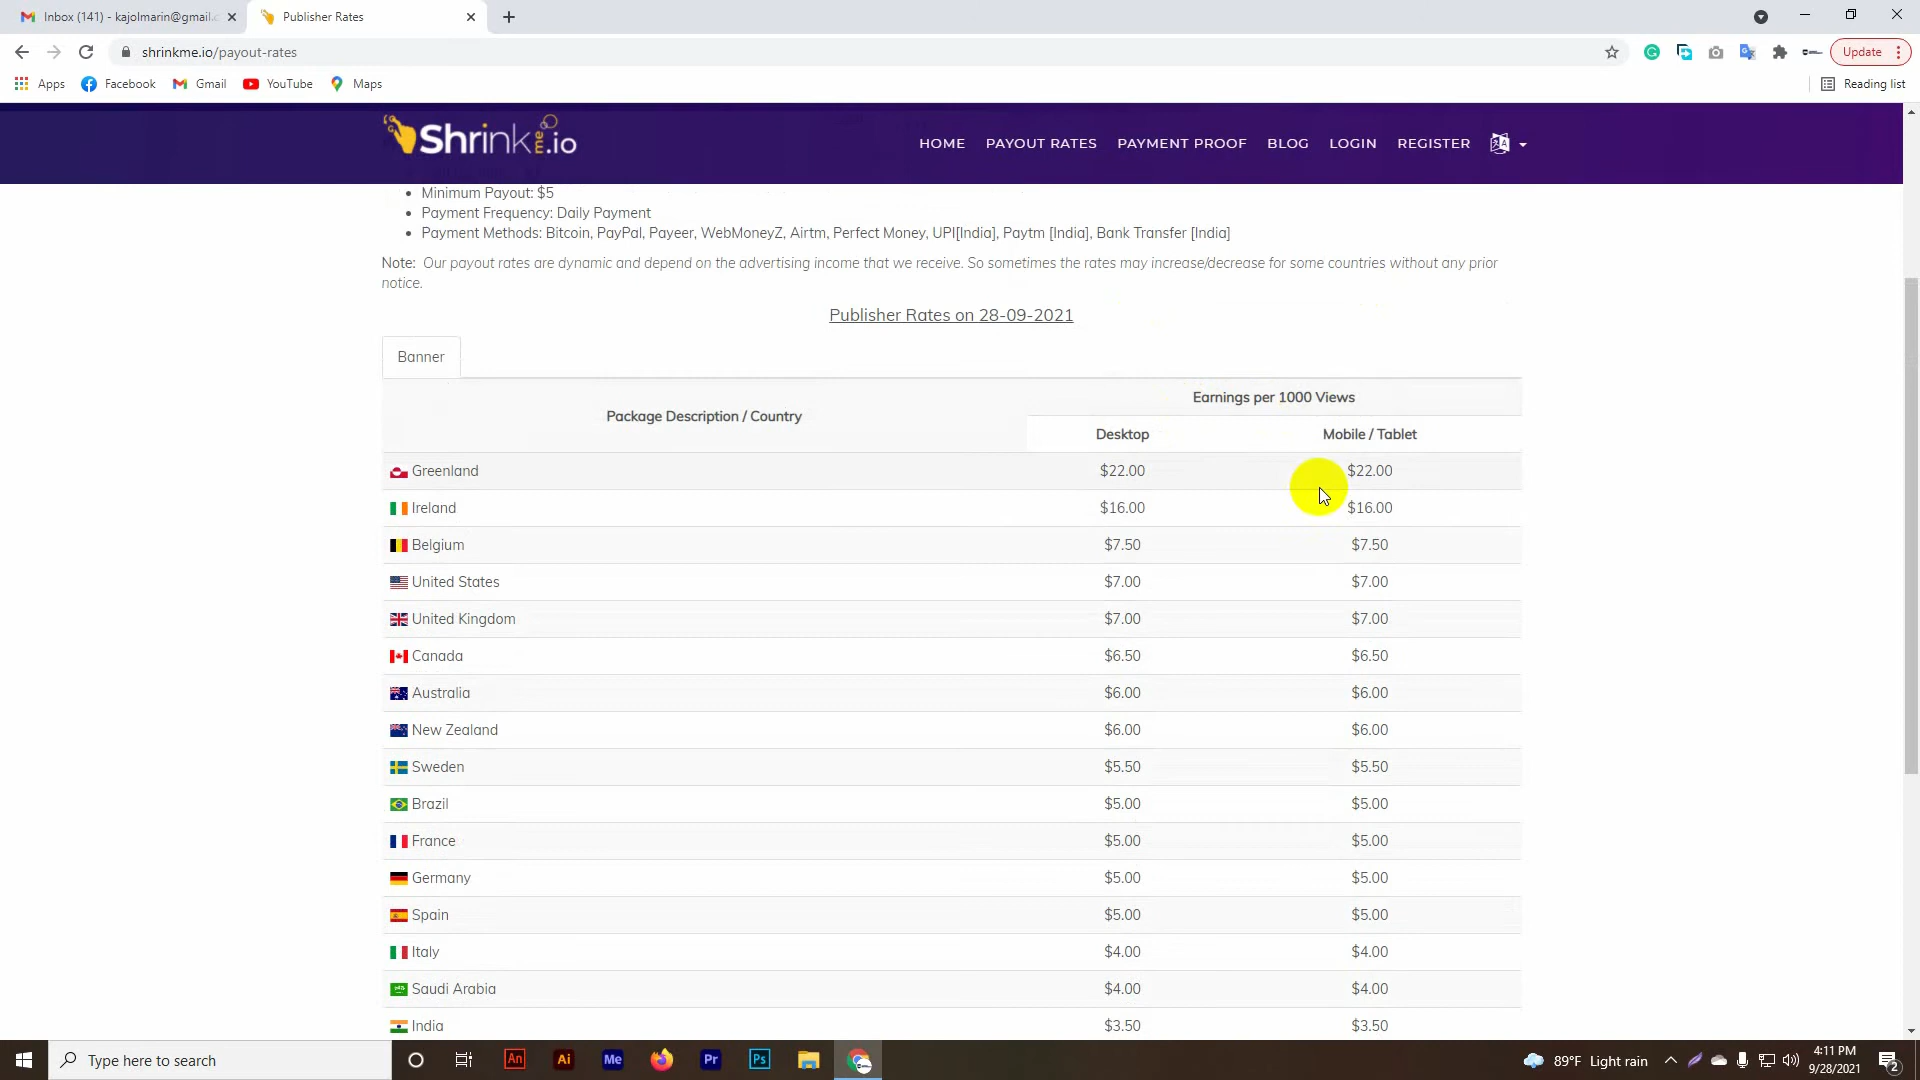 Inbox (141) - kajolmarin@gmail.c
Publisher Rates
shrinkme.io/payout-rates
Update
Apps
Facebook
Gmail
YouTube
Maps
Reading list
Shrinkme.io
HOME
PAYOUT RATES
PAYMENT PROOF
BLOG
LOGIN
REGISTER
• Minimum Payout: $5
• Payment Frequency: Daily Payment
• Payment Methods: Bitcoin, PayPal, Payeer, WebMoneyZ, Airtm, Perfect Money, UPI[India], Paytm [India], Bank Transfer [India]
Note: Our payout rates are dynamic and depend on the advertising income that we receive. So sometimes the rates may increase/decrease for some countries without any prior
notice.
Publisher Rates on 28-09-2021
Banner
Package Description / Country
Earnings per 1000 Views
Desktop
Mobile / Tablet
Greenland $22.00 $22.00
Ireland $16.00 $16.00
Belgium $7.50 $7.50
United States $7.00 $7.00
United Kingdom $7.00 $7.00
Canada $6.50 $6.50
Australia $6.00 $6.00
New Zealand $6.00 $6.00
Sweden $5.50 $5.50
Brazil $5.00 $5.00
France $5.00 $5.00
Germany $5.00 $5.00
Spain $5.00 $5.00
Italy $4.00 $4.00
Saudi Arabia $4.00 $4.00
India $3.50 $3.50
Type here to search
An
Ai
Me
Pr
Ps
89°F Light rain
4:11 PM
9/28/2021
2